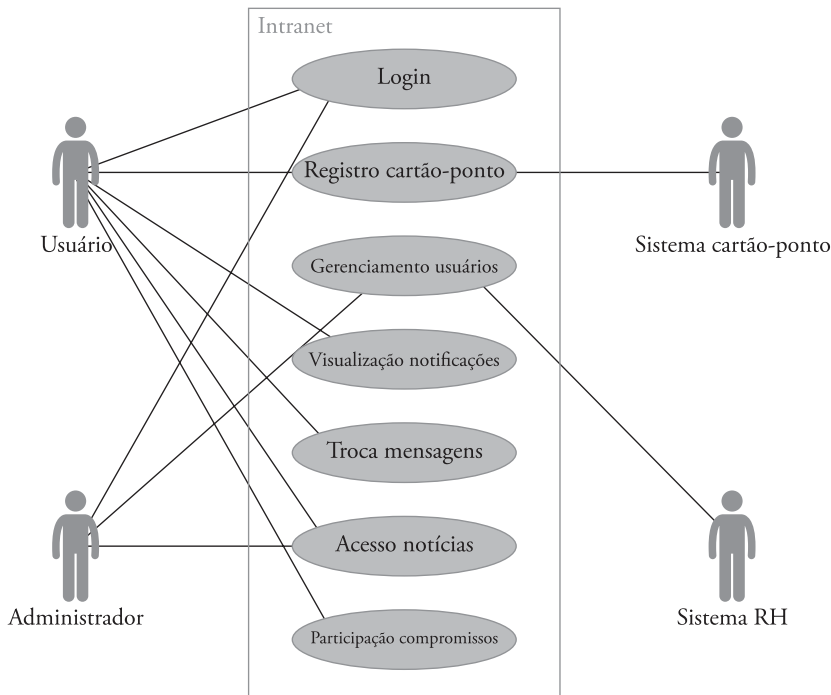 Intranet
Login
Registro cartão-ponto
Usuário
Sistema cartão-ponto
Gerenciamento usuários
Visualização notificações
Troca mensagens
Acesso notícias
Administrador
Sistema RH
Participação compromissos